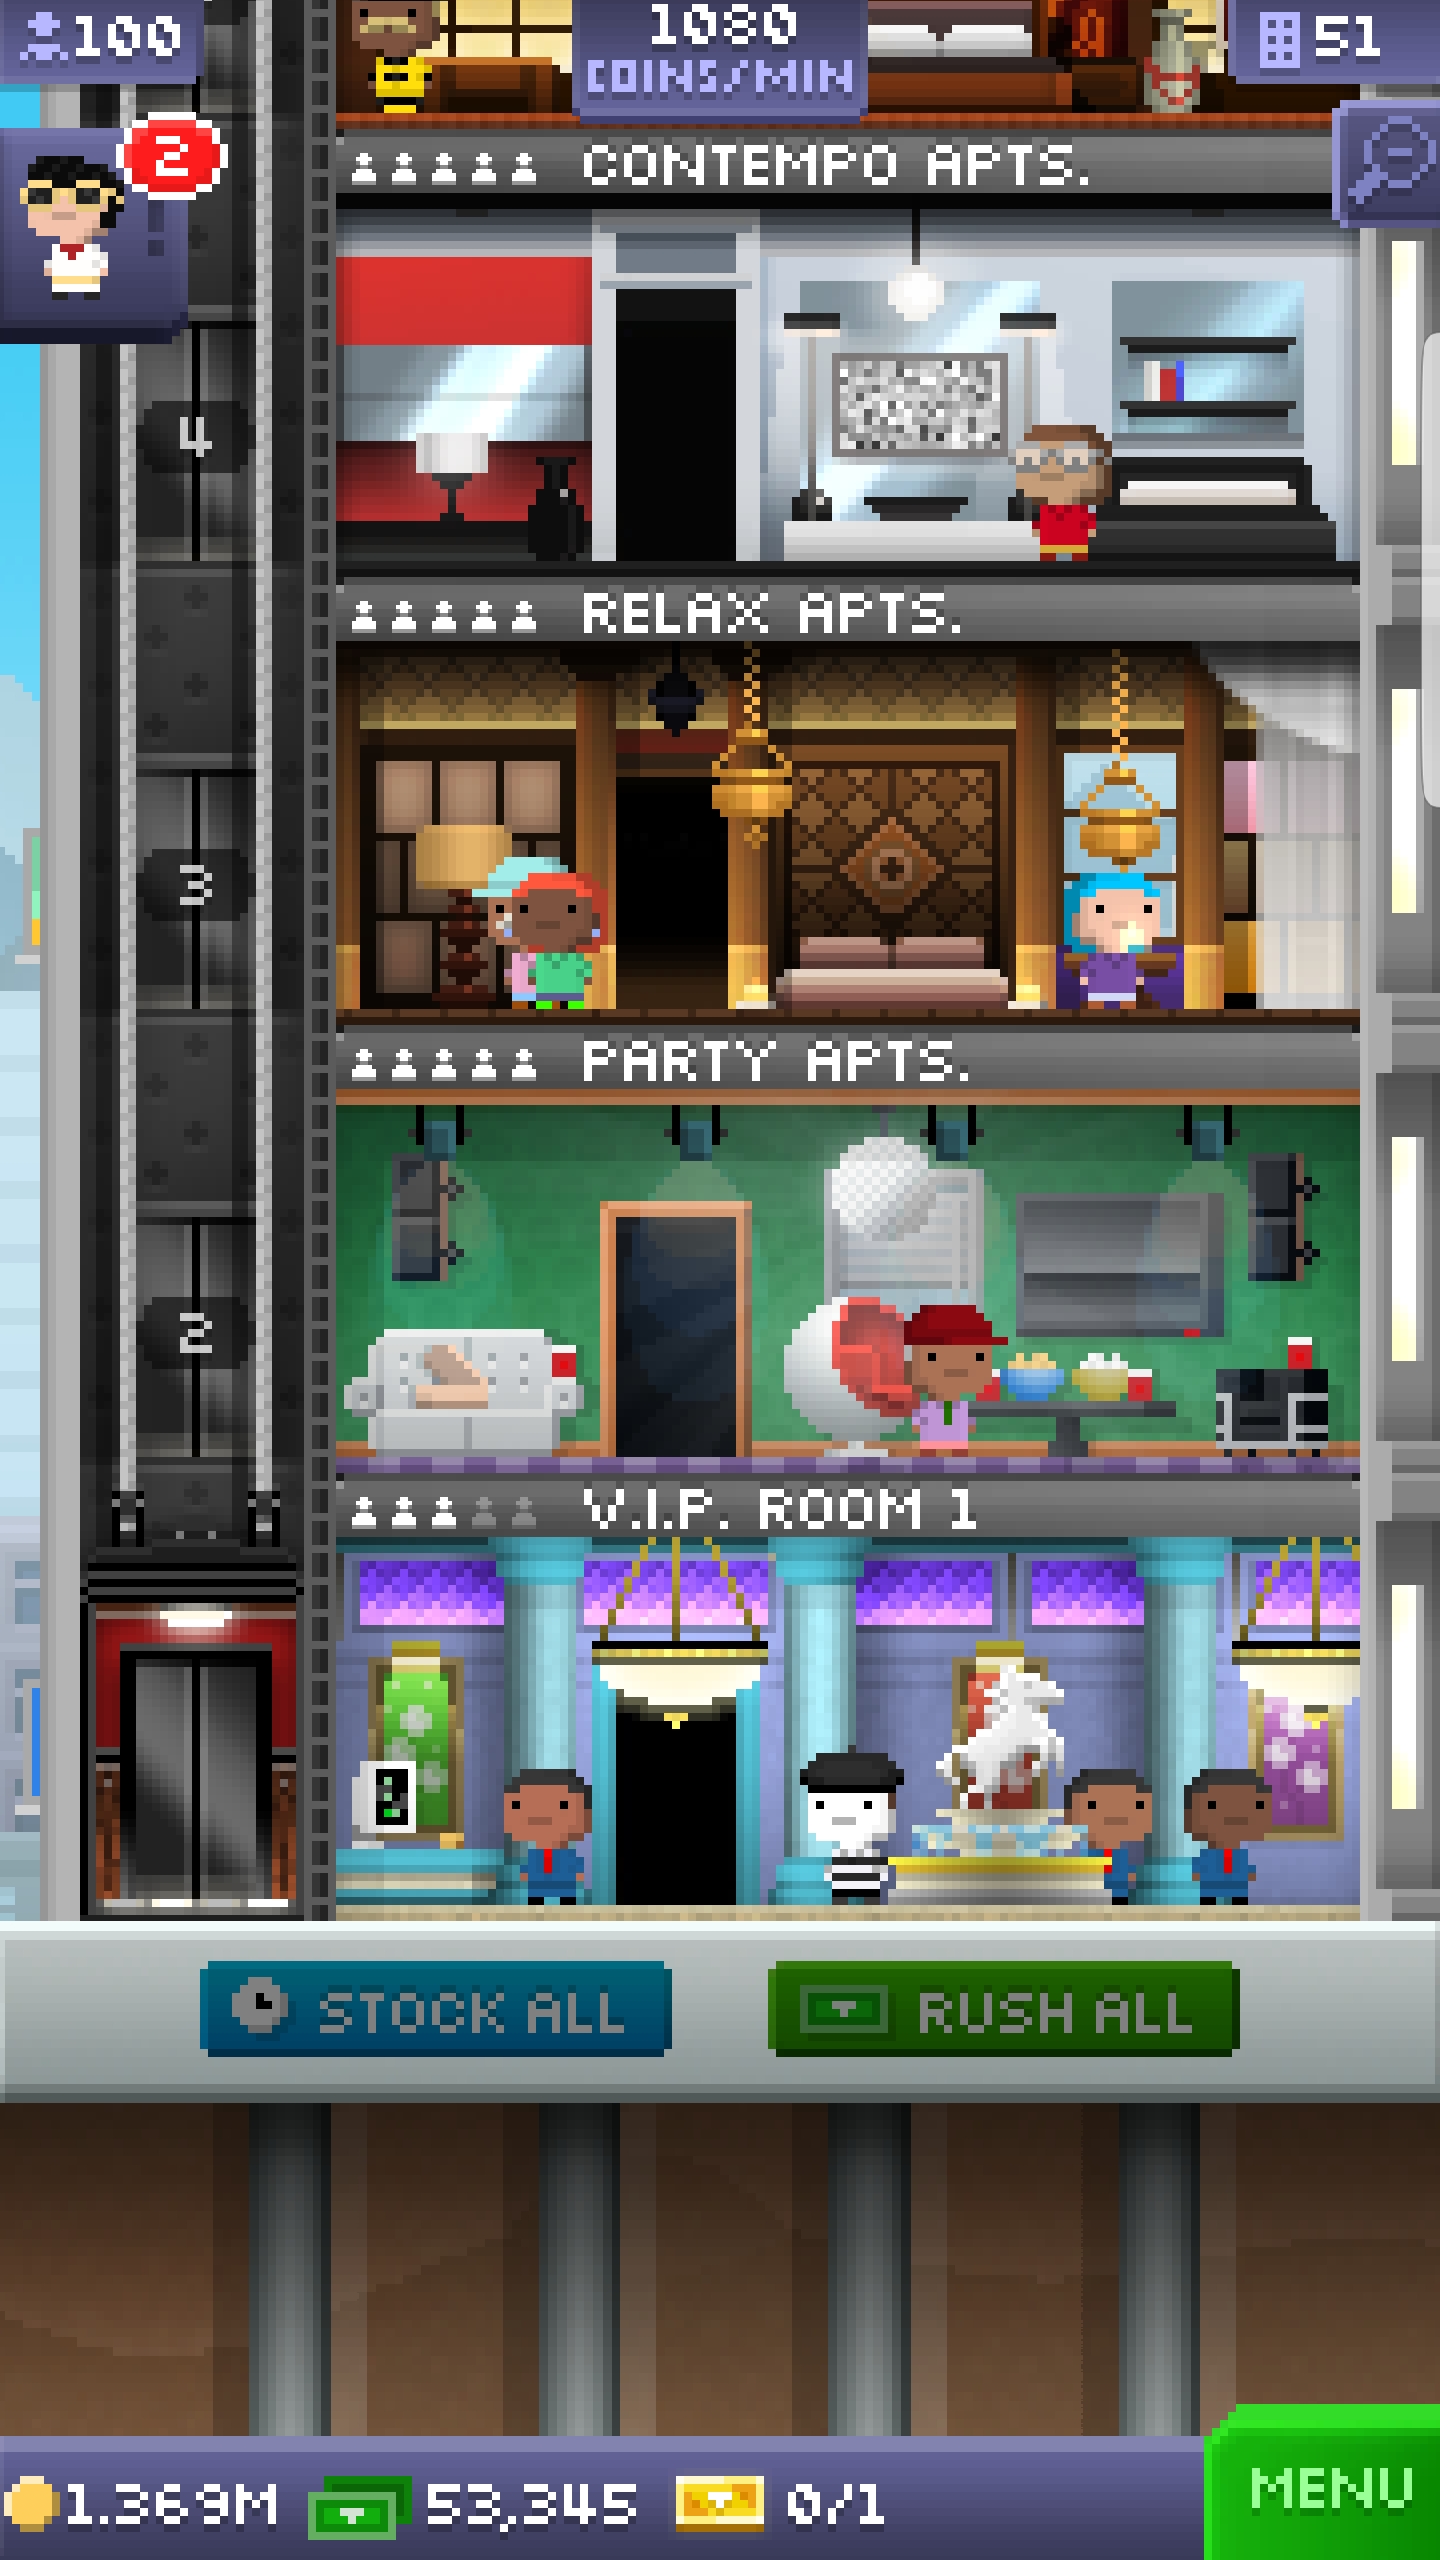 100
1080
COINS/MIN
51
2
CONTEMPO APTS.
4
RELAX APTS.
3
PARTY APTS.
2
V.I.P. ROOM 1
STOCK ALL
RUSH ALL
1.369M
53,345
0/1
MENU